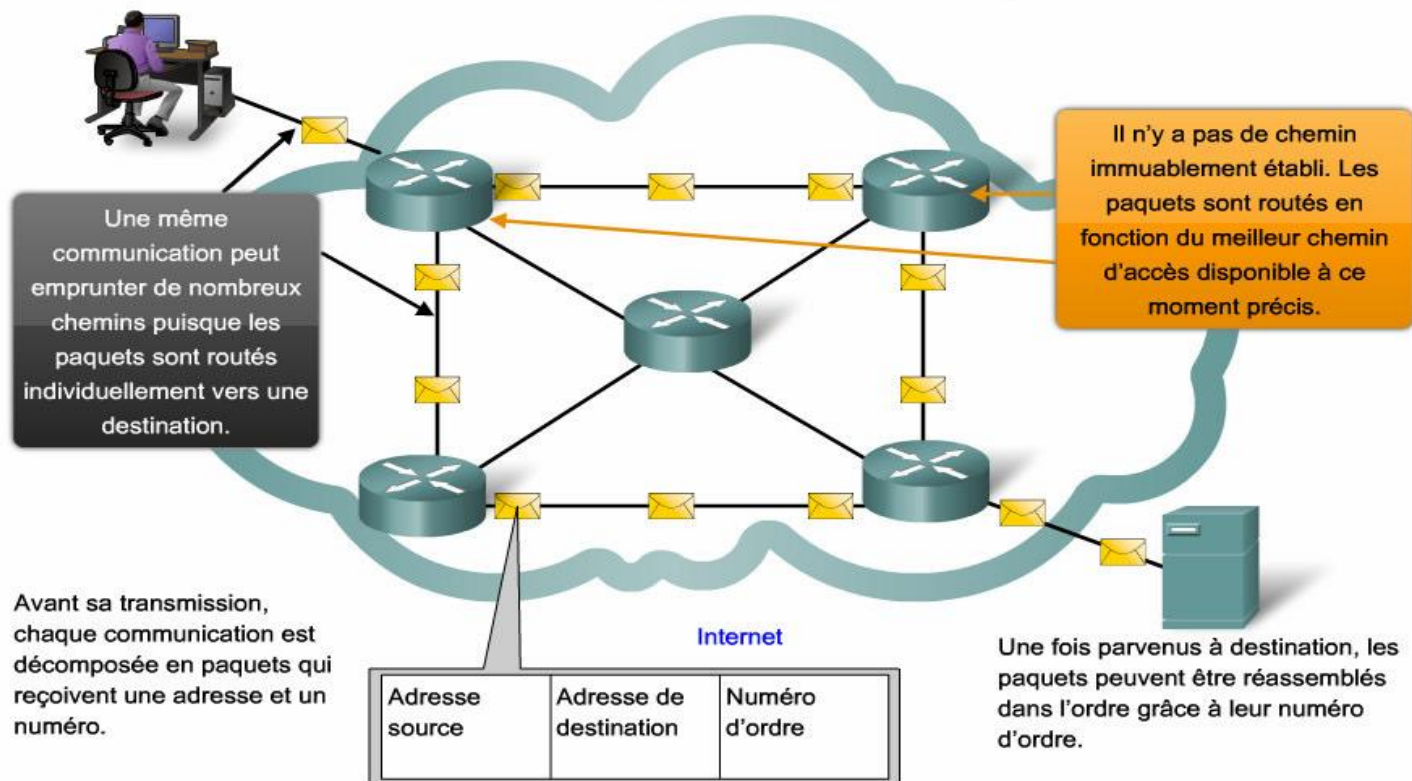 Une même
communication peut
emprunter de nombreux
chemins puisque les
paquets sont routés
individuellement vers une
destination.
Il n'y a pas de chemin
immuablement établi. Les
paquets sont routés en
fonction du meilleur chemin
d'accès disponible à ce
moment précis.
Avant sa transmission,
chaque communication est
décomposée en paquets qui
reçoivent une adresse et un
numéro.
Internet
Adresse
source
Adresse de
destination
Numéro
d'ordre
Une fois parvenus à destination, les
paquets peuvent être réassemblés
dans l'ordre grâce à leur numéro
d'ordre.